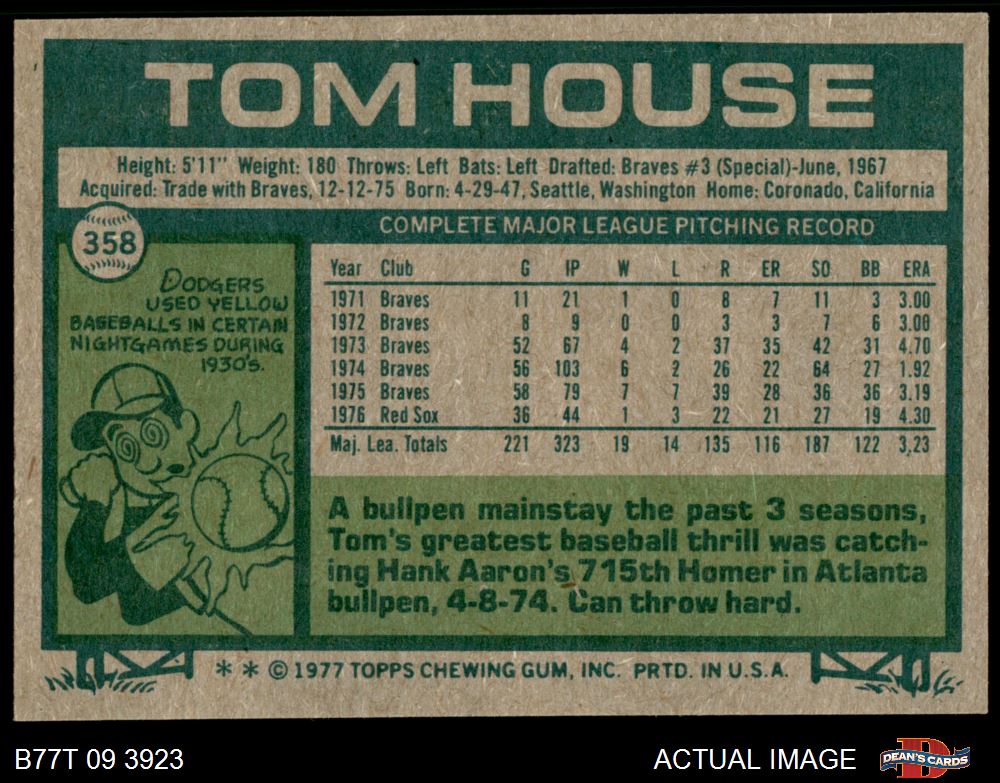 TOM HOUSE
Height: 5'11" Weight: 180 Throws: Left Bats: Left Drafted: Braves #3 (Special)-June, 1967
Acquired: Trade with Braves, 12-12-75 Born: 4-29-47, Seattle, Washington Home: Coronado, California
358
DODGERS
USED YELLOW
BASEBALLS IN CERTAIN
NIGHTGAMES DURING
1930'S.
COMPLETE MAJOR LEAGUE PITCHING RECORD
Year Club G IP W L R ER SO BB ERA
1971 Braves 11 21 1 0 8 7 11 3 3.00
1972 Braves 8 9 0 0 3 3 7 6 3.00
1973 Braves 52 67 4 2 37 35 42 31 4.70
1974 Braves 56 103 6 2 26 22 64 27 1.92
1975 Braves 58 79 7 7 39 28 36 36 3.19
1976 Red Sox 36 44 1 3 22 21 27 19 4.30
Maj. Lea. Totals 221 323 19 14 135 116 187 122 3.23
A bullpen mainstay the past 3 seasons,
Tom's greatest baseball thrill was catch-
ing Hank Aaron's 715th Homer in Atlanta
bullpen, 4-8-74. Can throw hard.
* * © 1977 TOPPS CHEWING GUM, INC. PRTD. IN U.S.A.
B77T 09 3923
ACTUAL IMAGE
DEAN'S CARDS